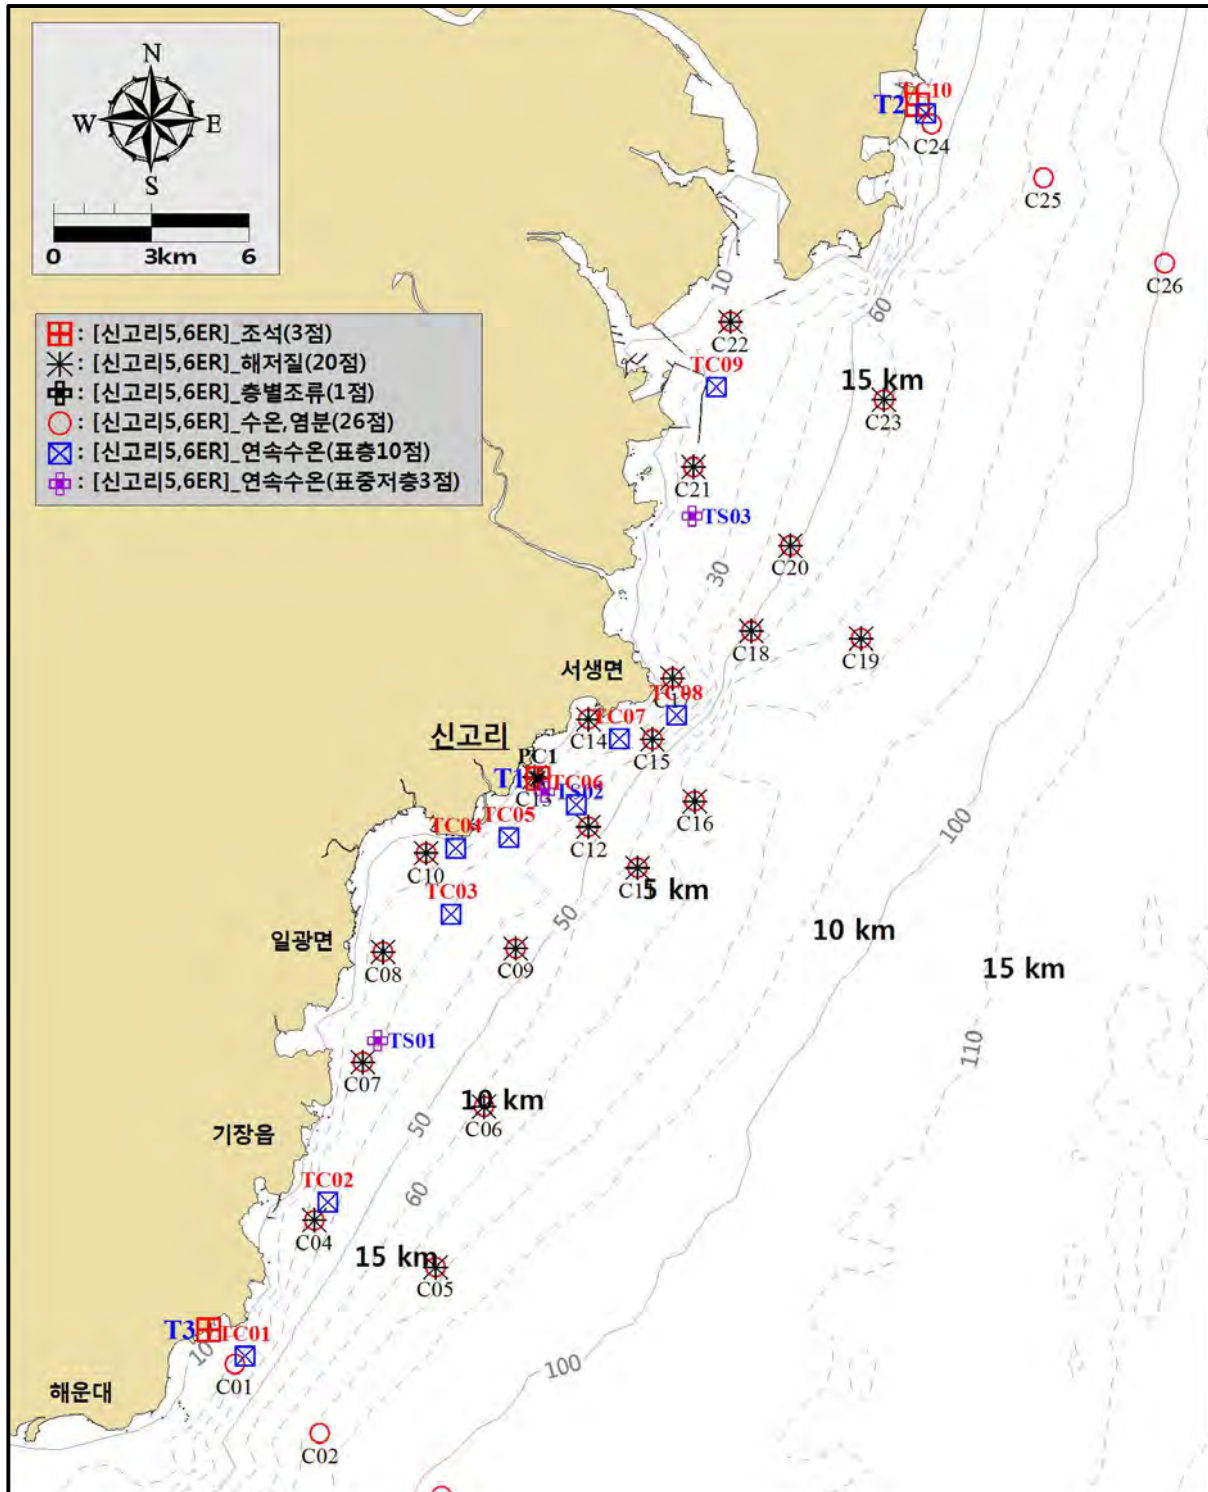 N
W E
S
0 3km 6
: [신고리5,6ER]_조석(3점)
: [신고리5,6ER]_해저질(20점)
: [신고리5,6ER]_층별조류(1점)
: [신고리5,6ER]_수온,염분(26점)
: [신고리5,6ER]_연속수온(표층10점)
: [신고리5,6ER]_연속수온(표중저층3점)
TC10
T2
C24
C25
C26
10
60
C22
TC09
15 km
C23
C21
TS03
C20
30
C18
C19
서생면
TC08
C14
TC07
C15
신고리
PC1
T1
TC06
TS02
C13
C16
TC04
TC05
C12
C10
C11
5 km
100
TC03
50
10 km
일광면
C08
C09
15 km
TS01
110
C07
10 km
50
C06
기장읍
TC02
60
C04
15 km
C05
T3
TC01
10
C01
100
해운대
C02